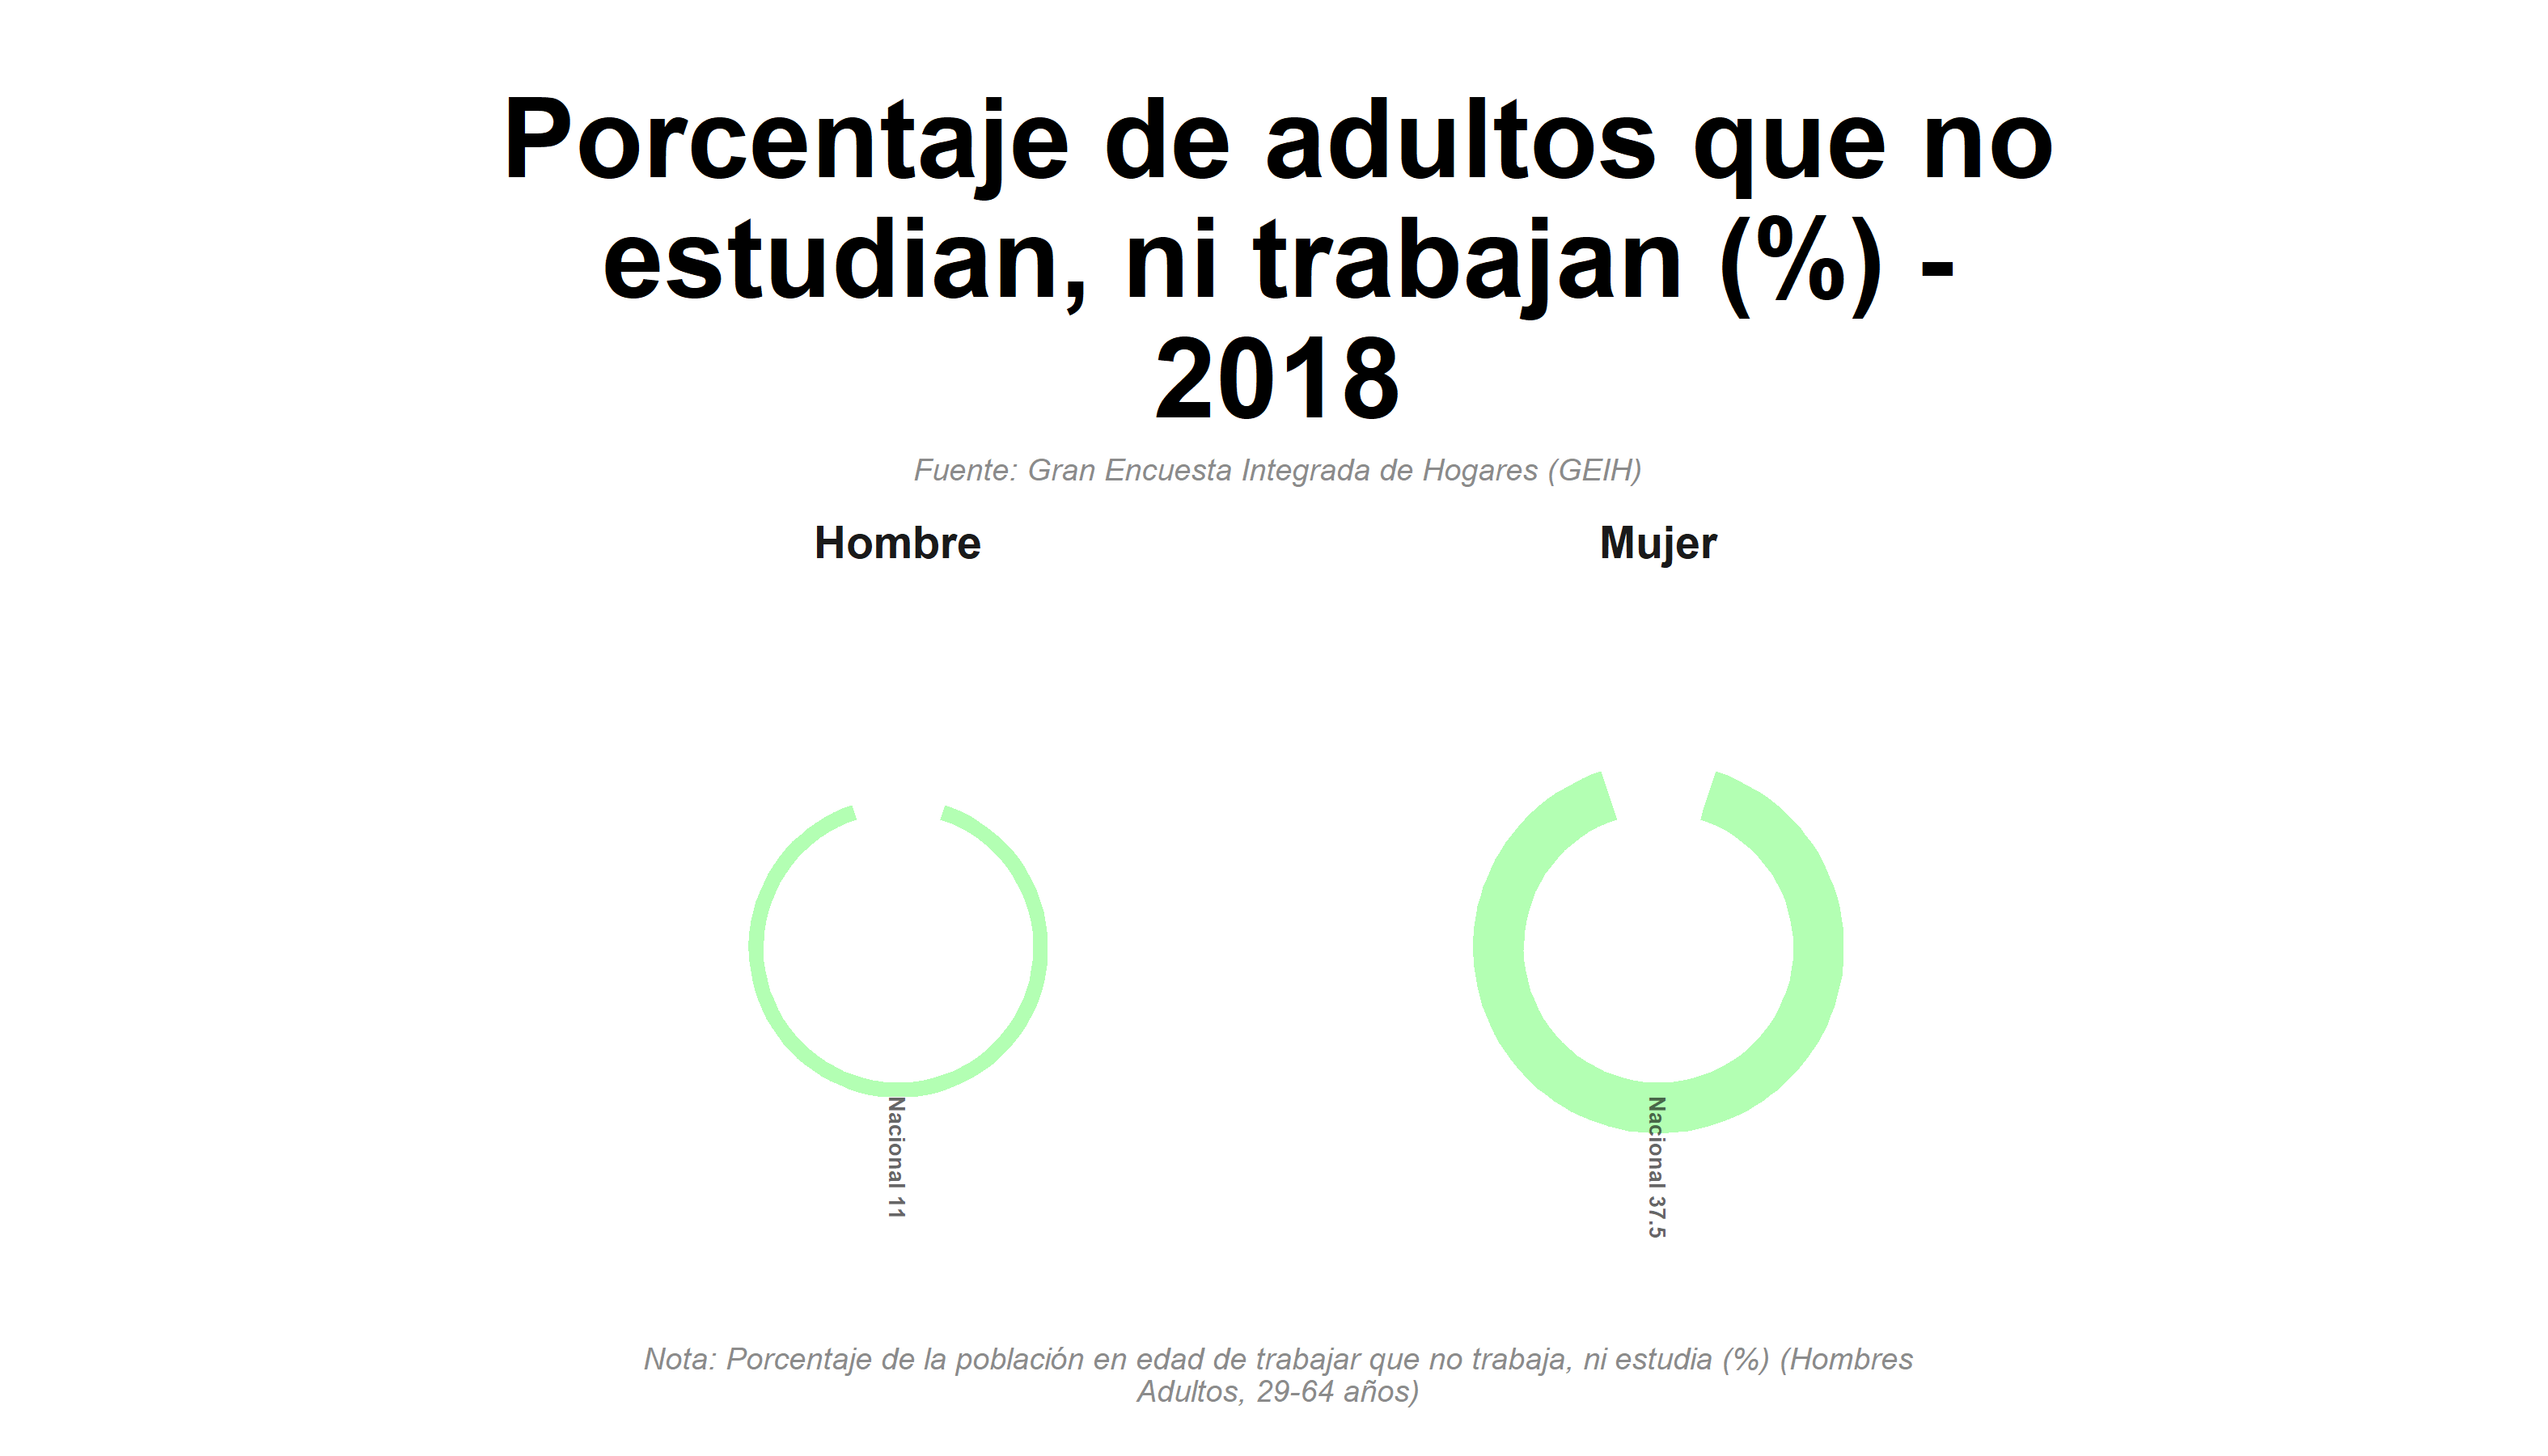 Porcentaje de adultos que no
estudian, ni trabajan (%) -
2018
Fuente: Gran Encuesta Integrada de Hogares (GEIH)
Hombre
Mujer
Nacional 11
Nacional 37.5
Nota: Porcentaje de la población en edad de trabajar que no trabaja, ni estudia (%) (Hombres
Adultos, 29-64 años)